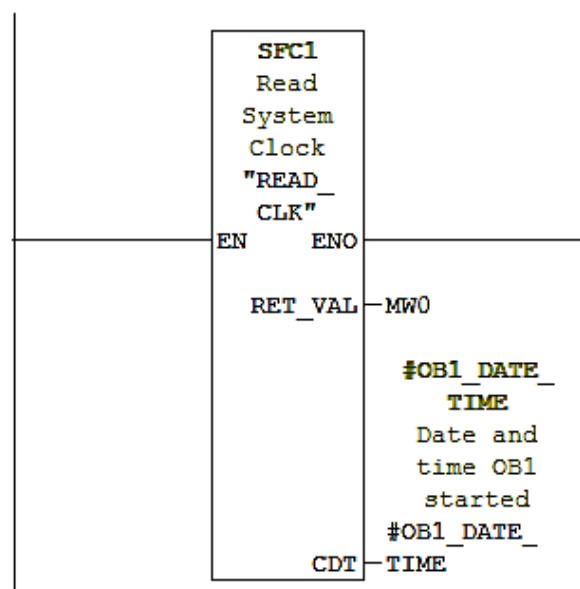 SFC1
Read
System
Clock
"READ_
CLK"
EN ENO
RET_VAL MW0
#OB1_DATE_
TIME
Date and
time OB1
started
#OB1_DATE_
CDT TIME